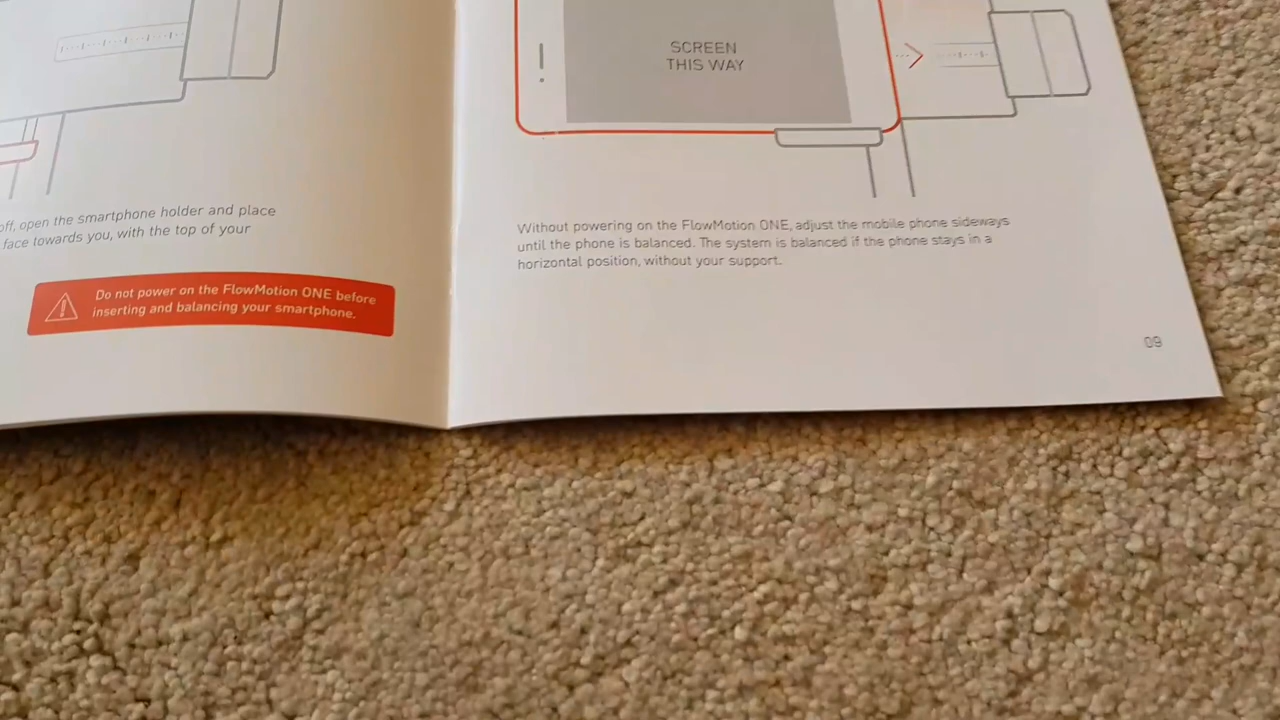 off, open the smartphone holder and place
face towards you, with the top of your
Do not power on the FlowMotion ONE before
inserting and balancing your smartphone.
SCREEN
THIS WAY
Without powering on the FlowMotion ONE, adjust the mobile phone sideways
until the phone is balanced. The system is balanced if the phone stays in a
horizontal position, without your support.
09